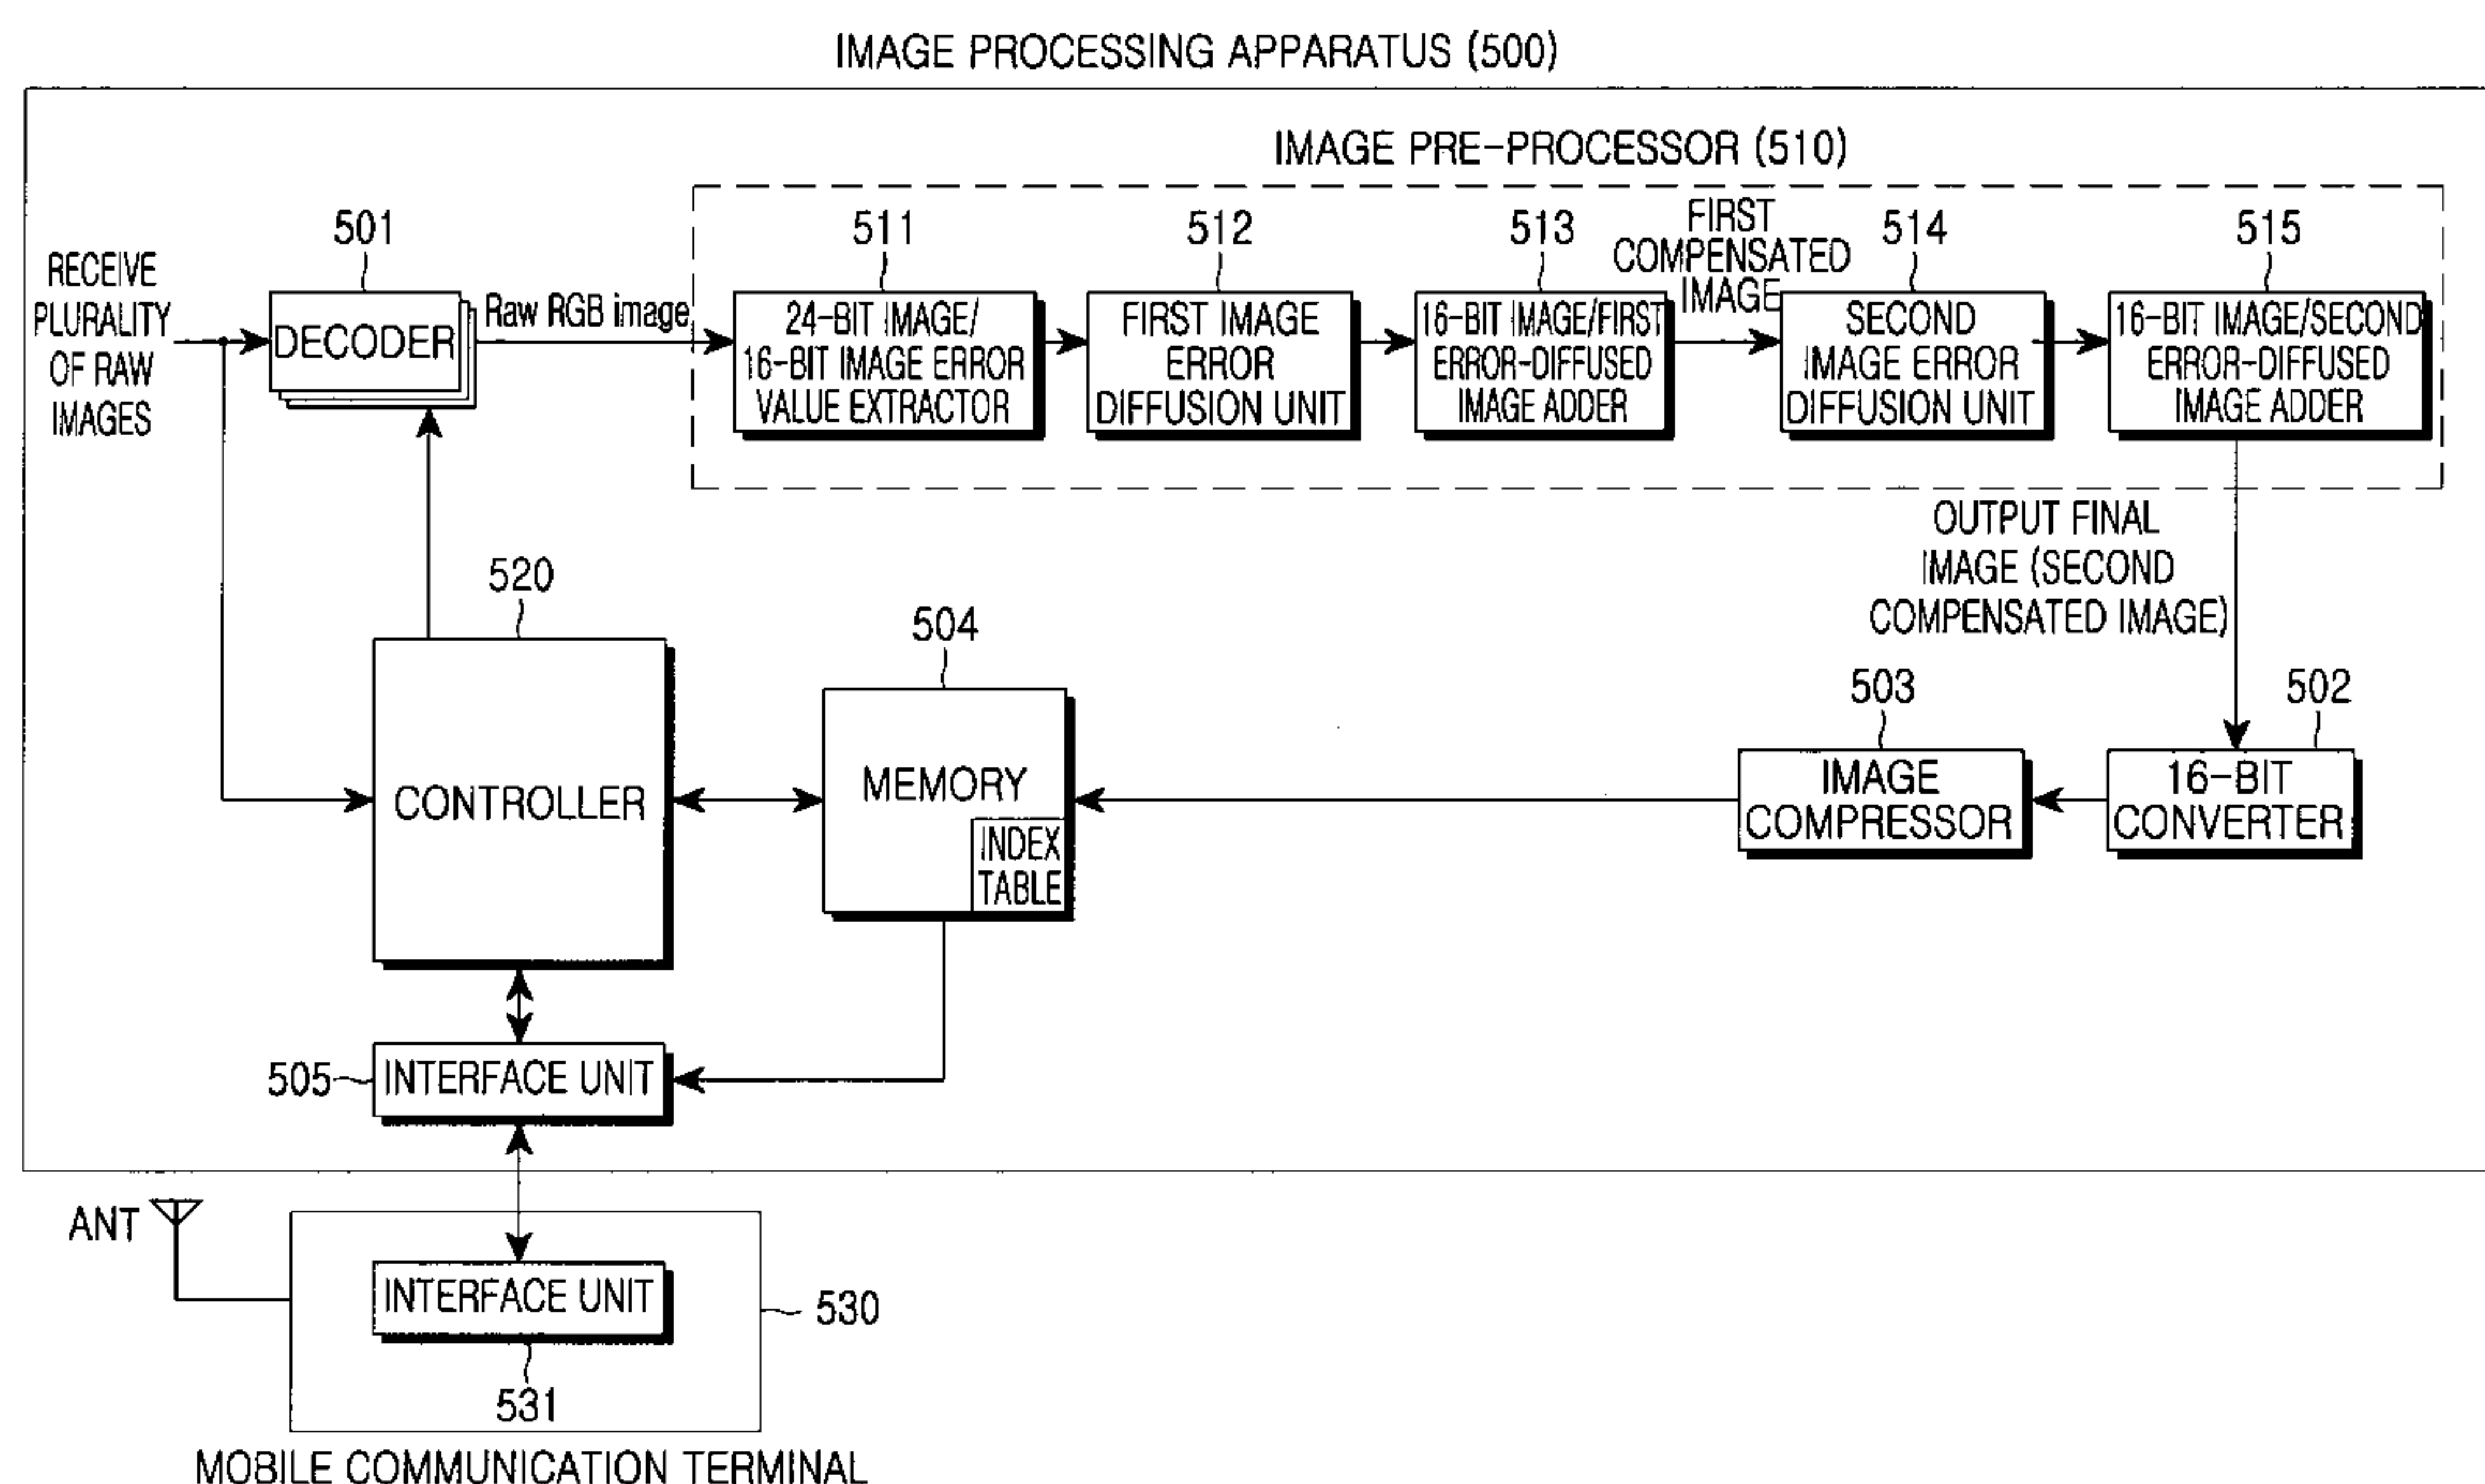 IMAGE PROCESSING APPARATUS (500)
IMAGE PRE-PROCESSOR (510)
RECEIVE
PLURALITY
OF RAW
IMAGES
501
DECODER
Raw RGB image
511
24-BIT IMAGE/
16-BIT IMAGE ERROR
VALUE EXTRACTOR
512
FIRST IMAGE
ERROR
DIFFUSION UNIT
513
16-BIT IMAGE/FIRST
ERROR-DIFFUSED
IMAGE ADDER
FIRST
COMPENSATED
IMAGE
514
SECOND
IMAGE ERROR
DIFFUSION UNIT
515
16-BIT IMAGE/SECOND
ERROR-DIFFUSED
IMAGE ADDER
OUTPUT FINAL
IMAGE (SECOND
COMPENSATED IMAGE)
520
CONTROLLER
504
MEMORY
INDEX
TABLE
503
IMAGE
COMPRESSOR
502
16-BIT
CONVERTER
505
INTERFACE UNIT
ANT
INTERFACE UNIT
530
531
MOBILE COMMUNICATION TERMINAL